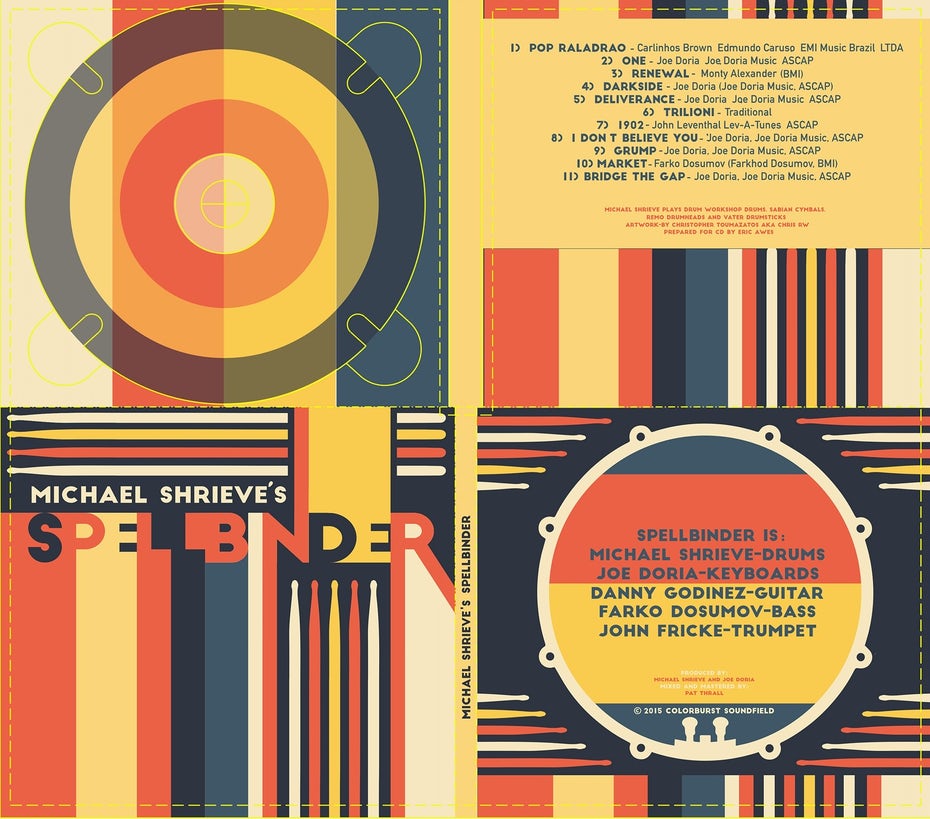 1) POP RALADRAO - Carlinhos Brown Edmundo Caruso EMI Music Brazil LTDA
2) ONE - Joe Doria Joe Doria Music ASCAP
3) RENEWAL - Monty Alexander (BMI)
4) DARKSIDE - Joe Doria (Joe Doria Music, ASCAP)
5) DELIVERANCE - Joe Doria Joe Doria Music ASCAP
6) TRILIONI - Traditional
7) 1902 - John Leventhal Lev-A-Tunes ASCAP
8) I DON T BELIEVE YOU - Joe Doria, Joe Doria Music, ASCAP
9) GRUMP - Joe Doria, Joe Doria Music, ASCAP
10) MARKET - Farko Dosumov (Farkhod Dosumov, BMI)
11) BRIDGE THE GAP - Joe Doria, Joe Doria Music, ASCAP
MICHAEL SHRIEVE PLAYS DRUM WORKSHOP DRUMS. SABIAN CYMBALS.
REMO DRUMHEADS AND VATER DRUMSTICKS
ARTWORK-BY CHRISTOPHER TOUMAZATOS AKA CHRIS RW
PREPARED FOR CD BY ERIC AWES
MICHAEL SHRIEVE'S
SPELLBINDER
MICHAEL SHRIEVE'S SPELLBINDER
SPELLBINDER IS:
MICHAEL SHRIEVE-DRUMS
JOE DORIA-KEYBOARDS
DANNY GODINEZ-GUITAR
FARKO DOSUMOV-BASS
JOHN FRICKE-TRUMPET
PRODUCED BY:
MICHAEL SHRIEVE AND JOE DORIA
MIXED AND MASTERED BY:
PAT THRALL
© 2015 COLORBURST SOUNDFIELD